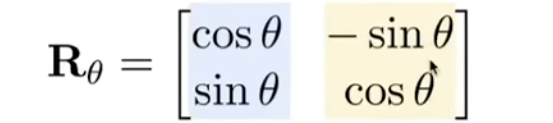 R_θ = [ cos θ  − sin θ
sin θ  cos θ ]